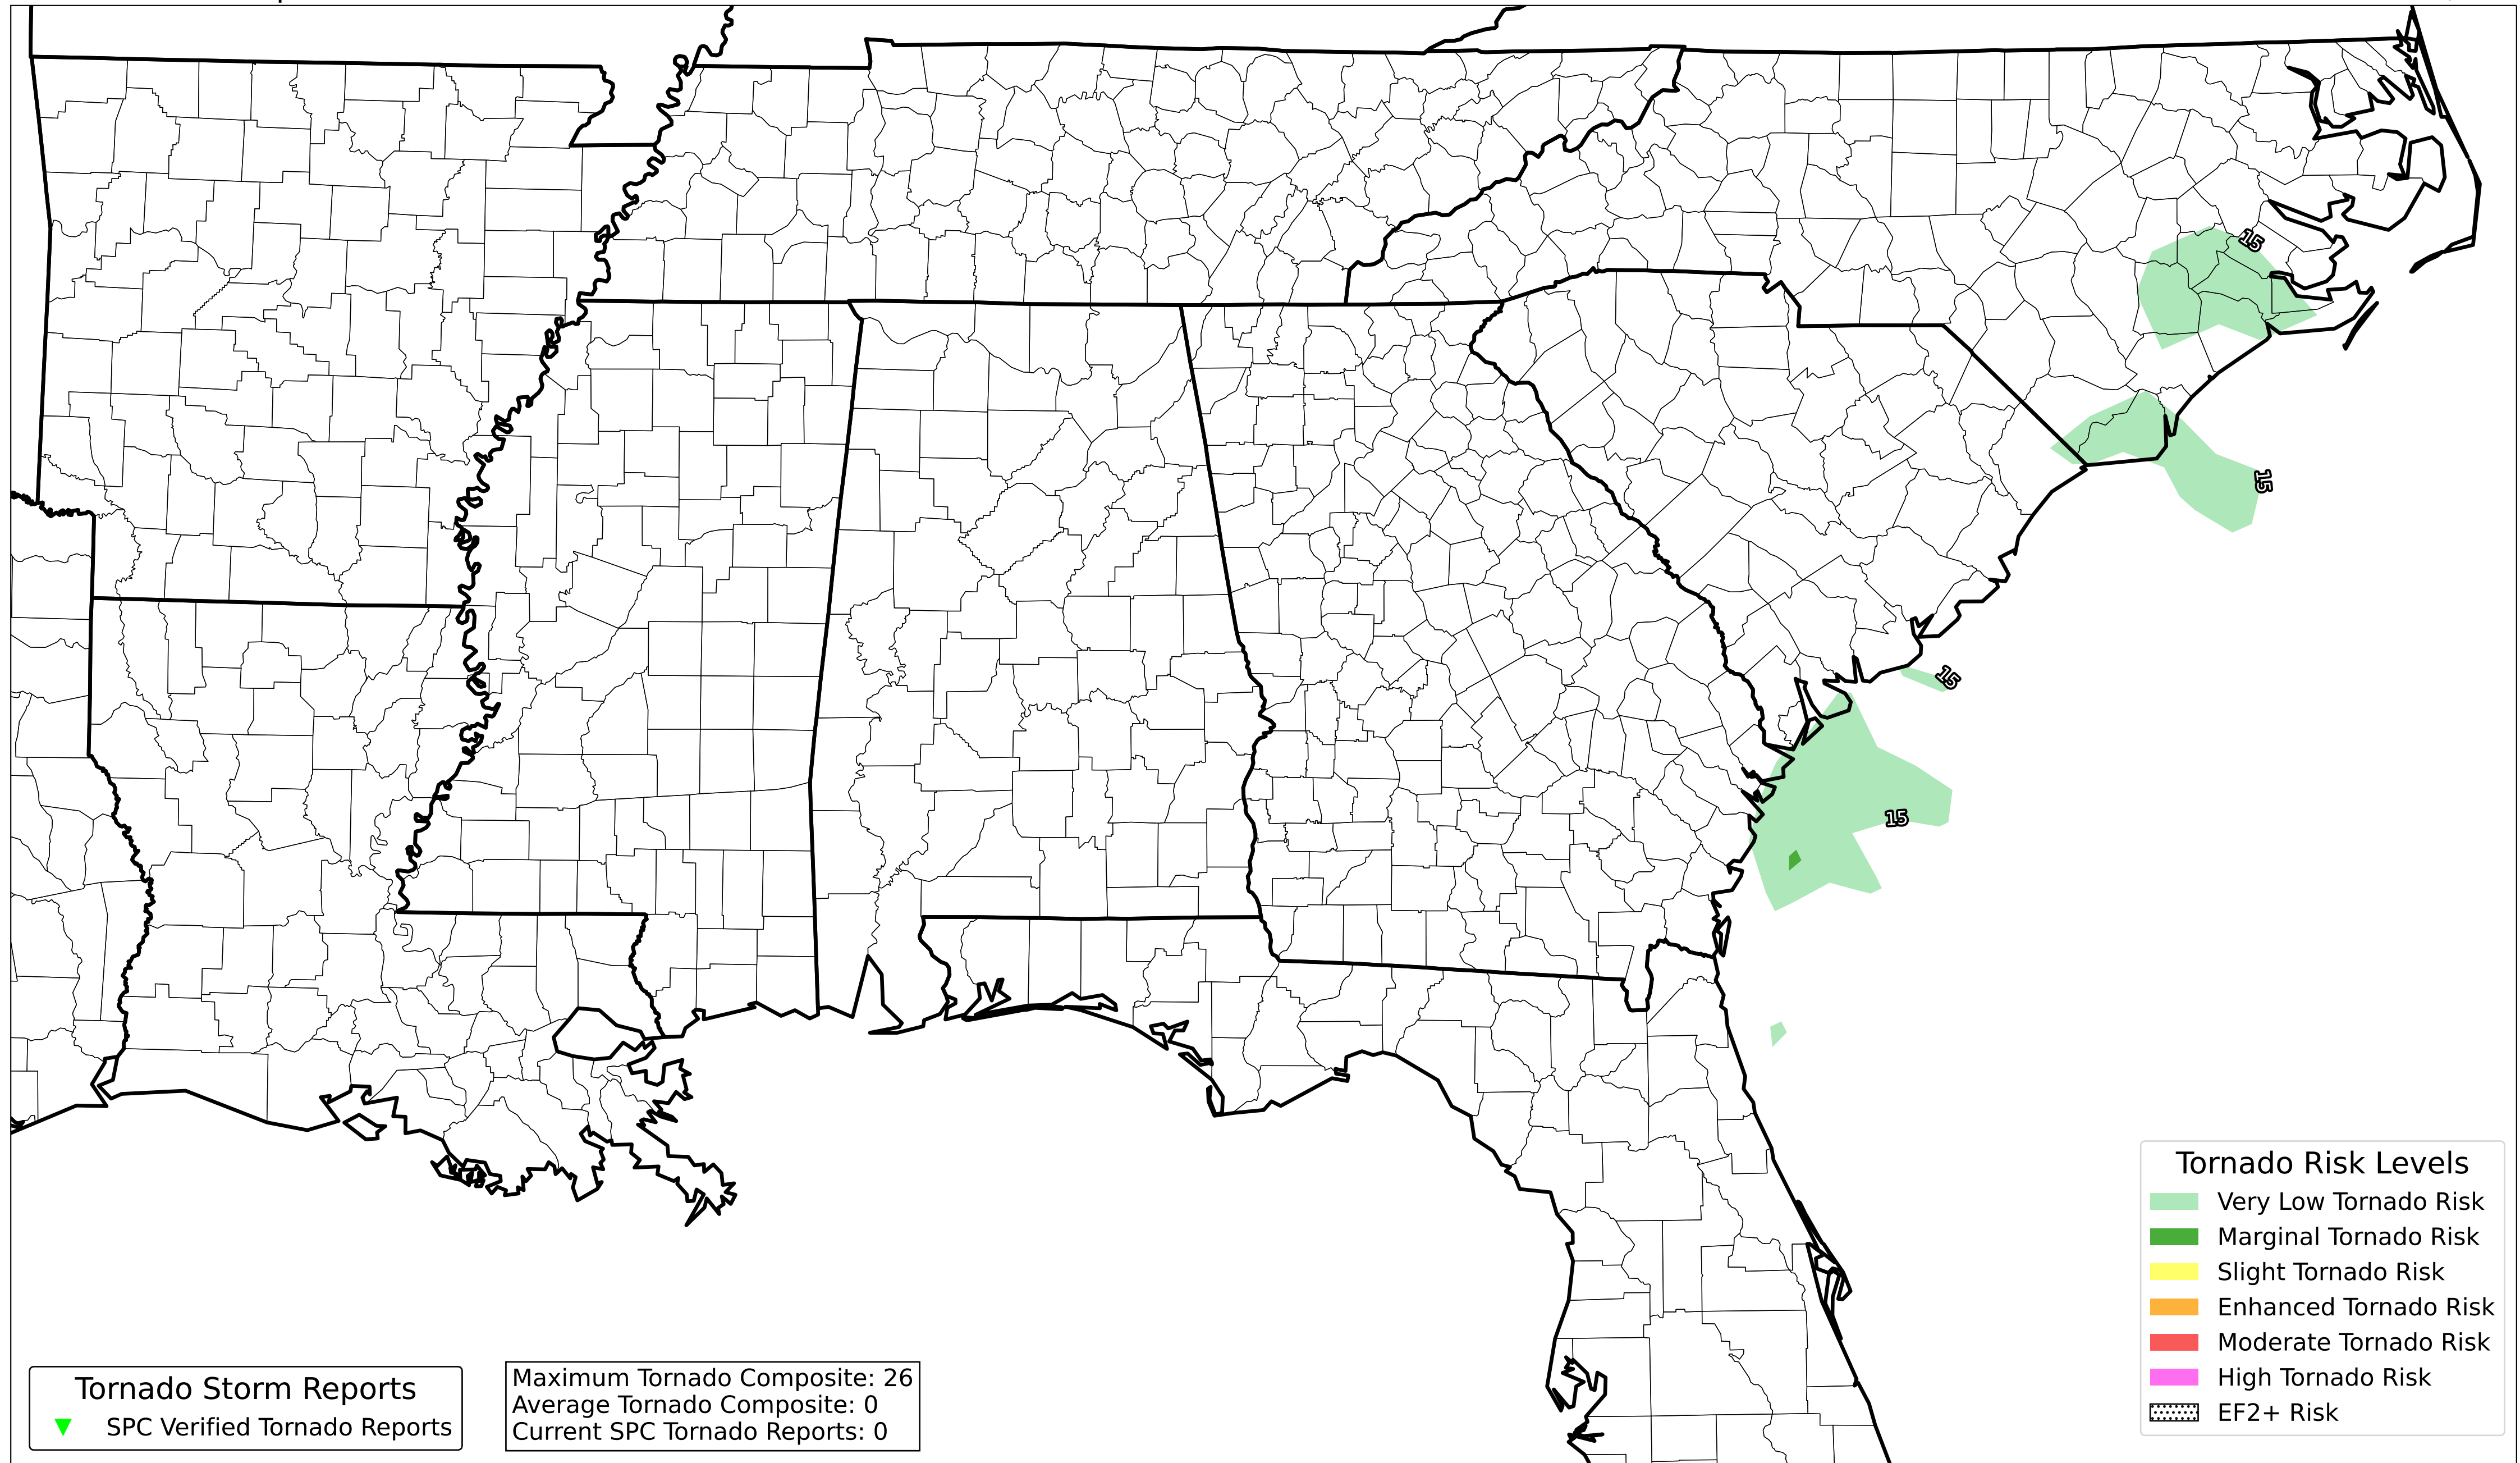 15
15
15
15
Tornado Risk Levels
Very Low Tornado Risk
Marginal Tornado Risk
Slight Tornado Risk
Enhanced Tornado Risk
Moderate Tornado Risk
High Tornado Risk
EF2+ Risk
Tornado Storm Reports
SPC Verified Tornado Reports
Maximum Tornado Composite: 26
Average Tornado Composite: 0
Current SPC Tornado Reports: 0